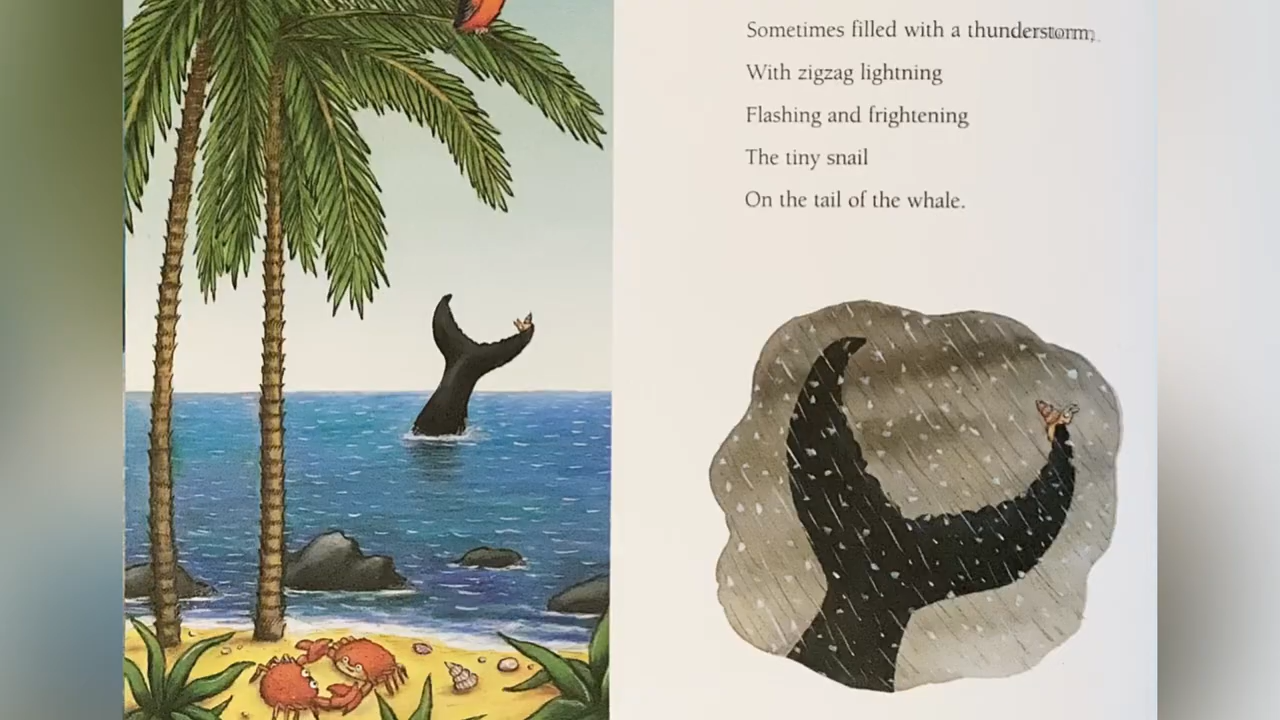 Sometimes filled with a thunderstorm,
With zigzag lightning
Flashing and frightening
The tiny snail
On the tail of the whale.